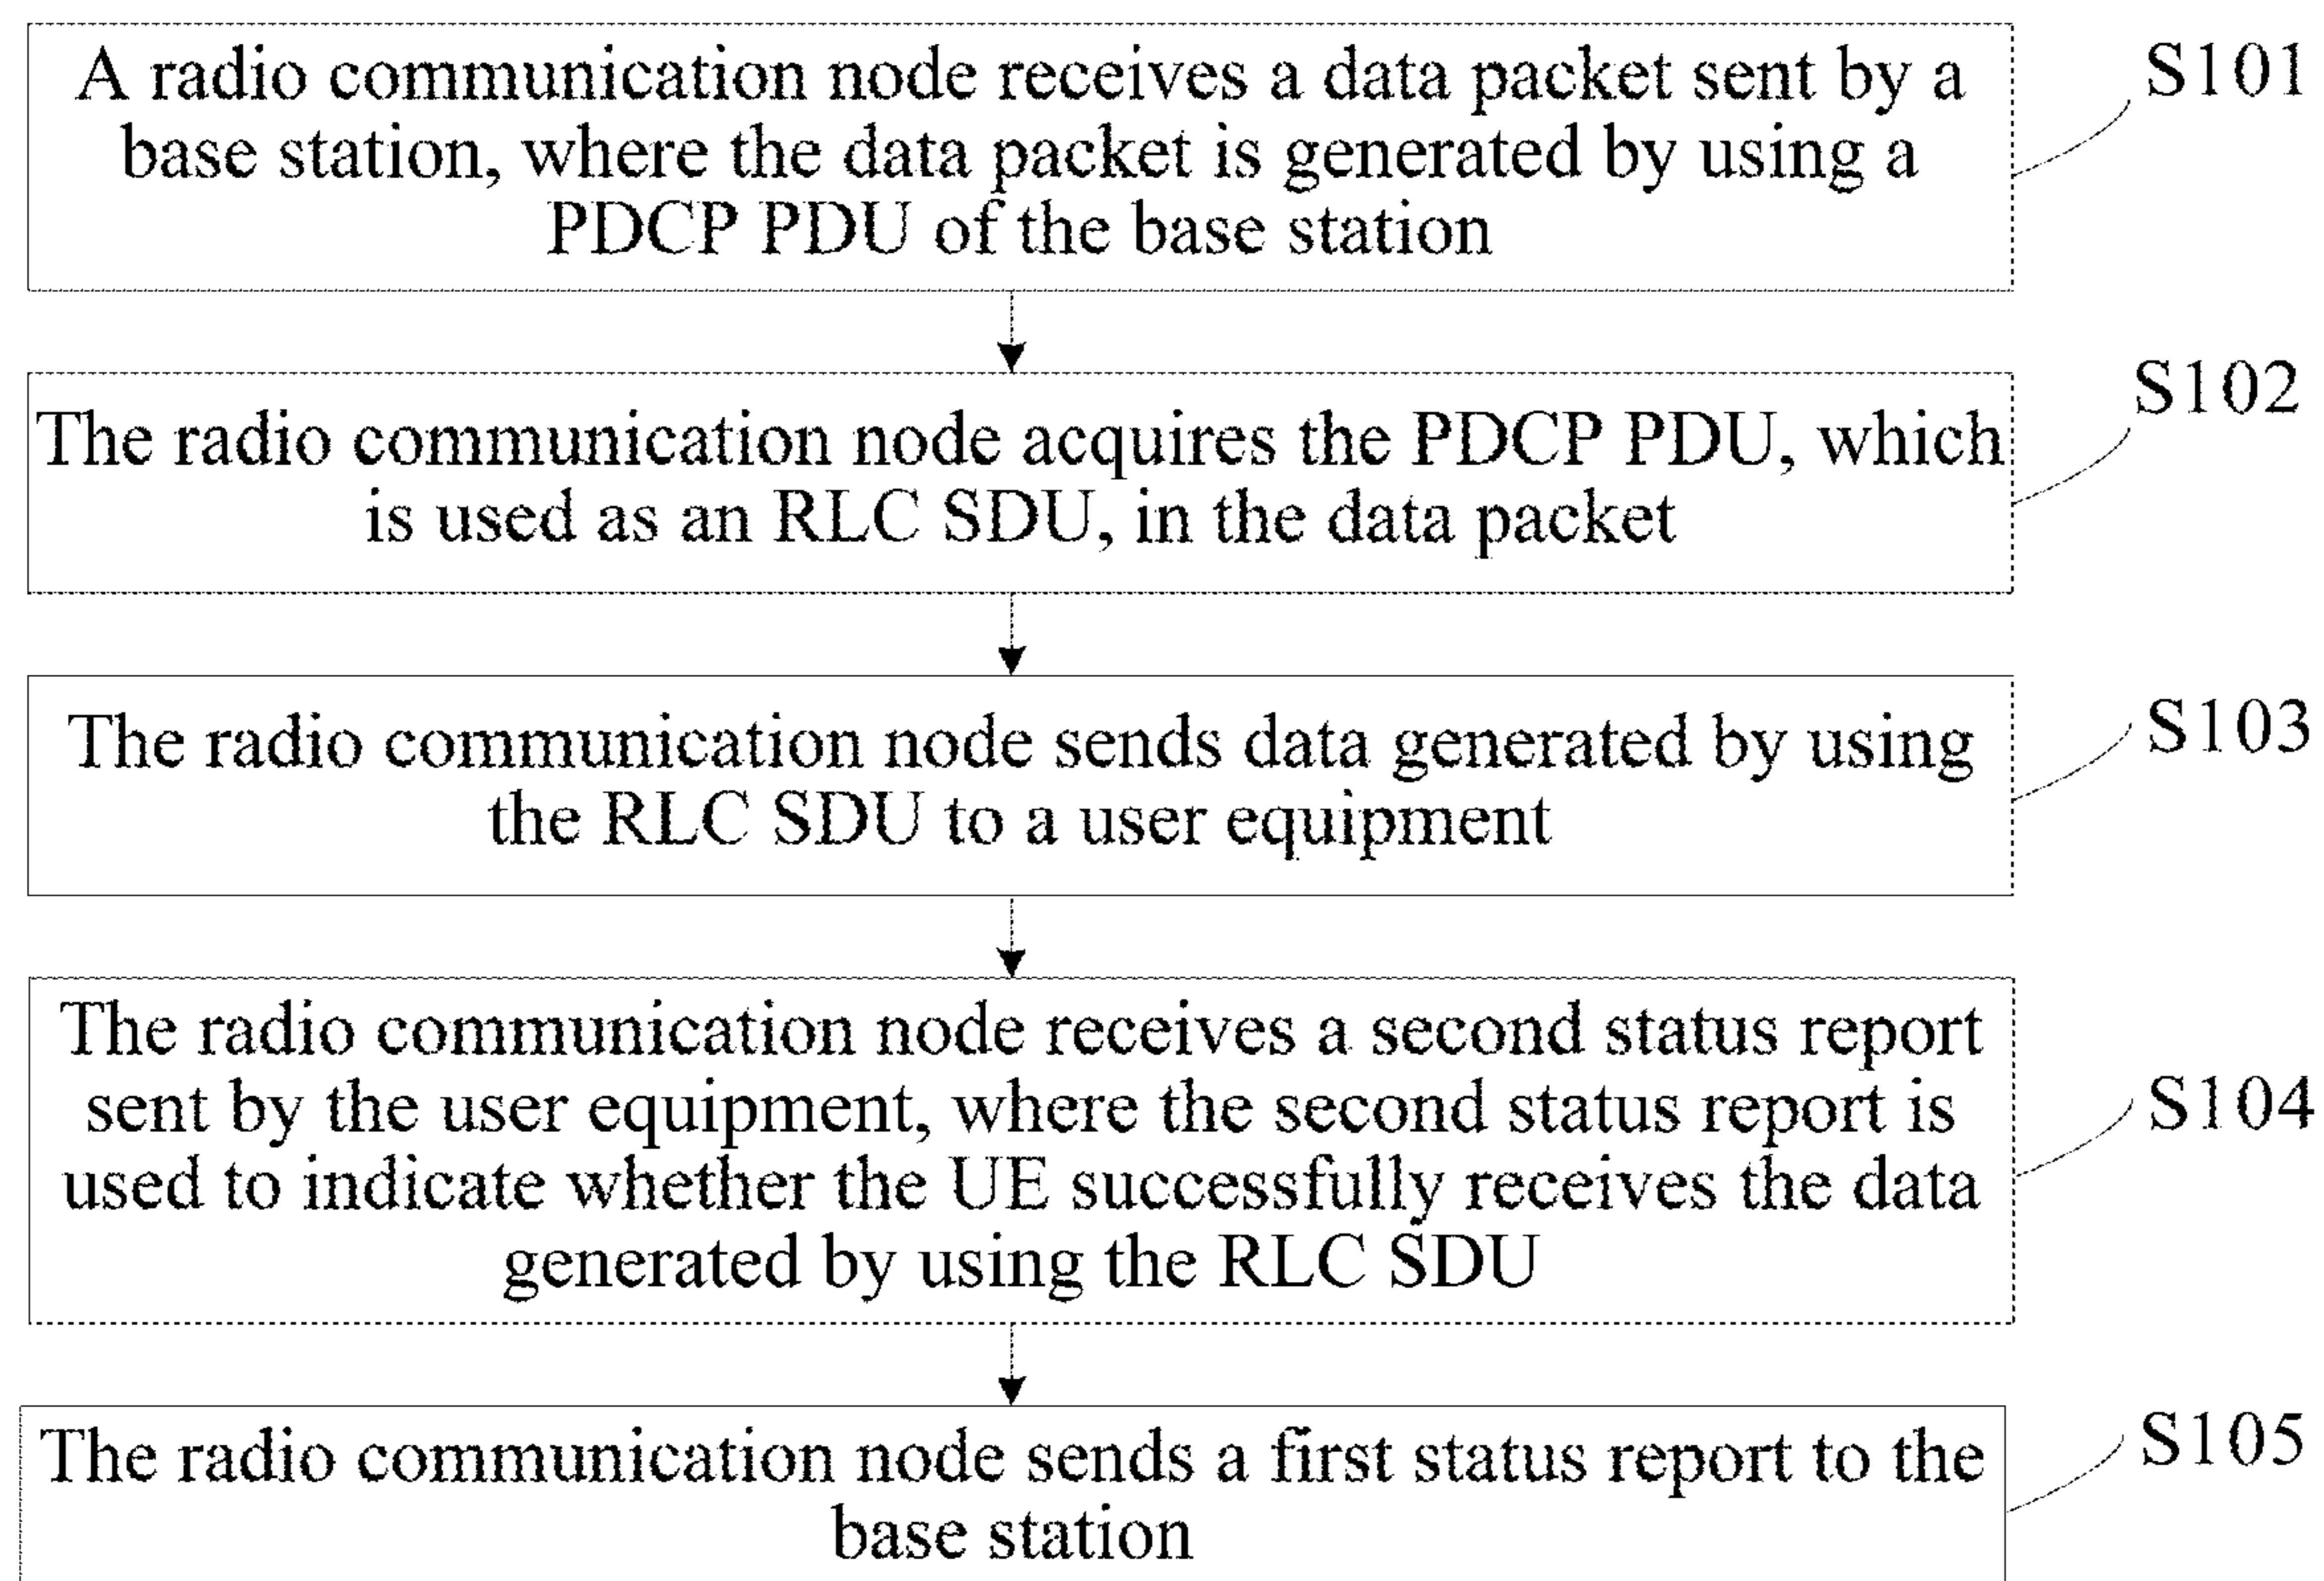 A radio communication node receives a data packet sent by a
base station, where the data packet is generated by using a
PDCP PDU of the base station
S101
The radio communication node acquires the PDCP PDU, which
is used as an RLC SDU, in the data packet
S102
The radio communication node sends data generated by using
the RLC SDU to a user equipment
S103
The radio communication node receives a second status report
sent by the user equipment, where the second status report is
used to indicate whether the UE successfully receives the data
generated by using the RLC SDU
S104
The radio communication node sends a first status report to the
base station
S105